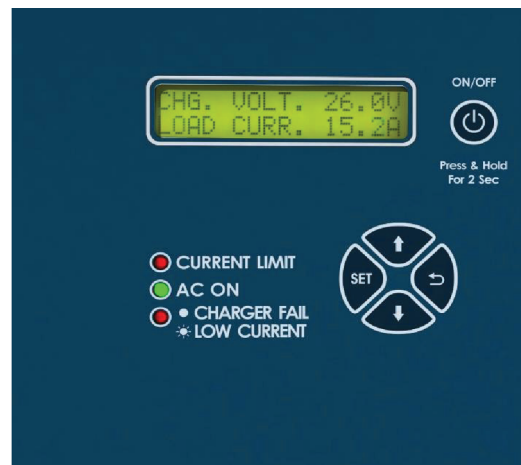 CHG. VOLT. 26.0V
LOAD CURR. 15.2A
ON/OFF
Press & Hold
For 2 Sec
CURRENT LIMIT
AC ON
CHARGER FAIL
LOW CURRENT
SET